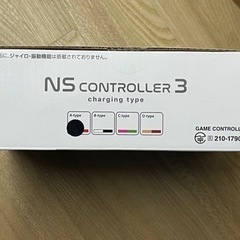 ジャイロ・振動機能は搭載されておりません。
NS CONTROLLER 3
charging type
A-type B-type C-type D-type
GAME CONTROLL
210-1790